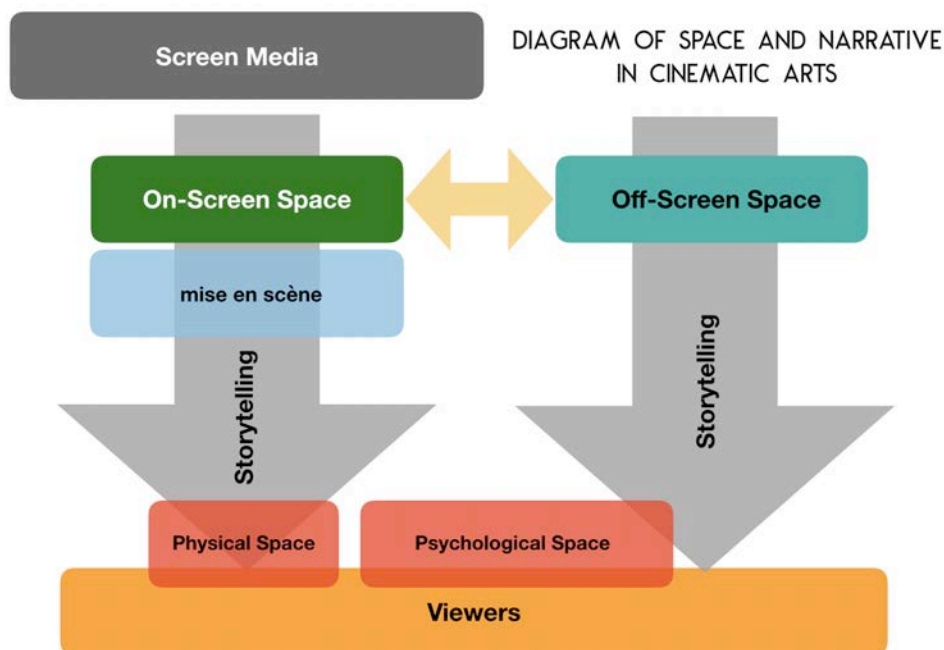 Screen Media
DIAGRAM OF SPACE AND NARRATIVE
IN CINEMATIC ARTS
On-Screen Space
Off-Screen Space
mise en scène
Storytelling
Storytelling
Physical Space
Psychological Space
Viewers